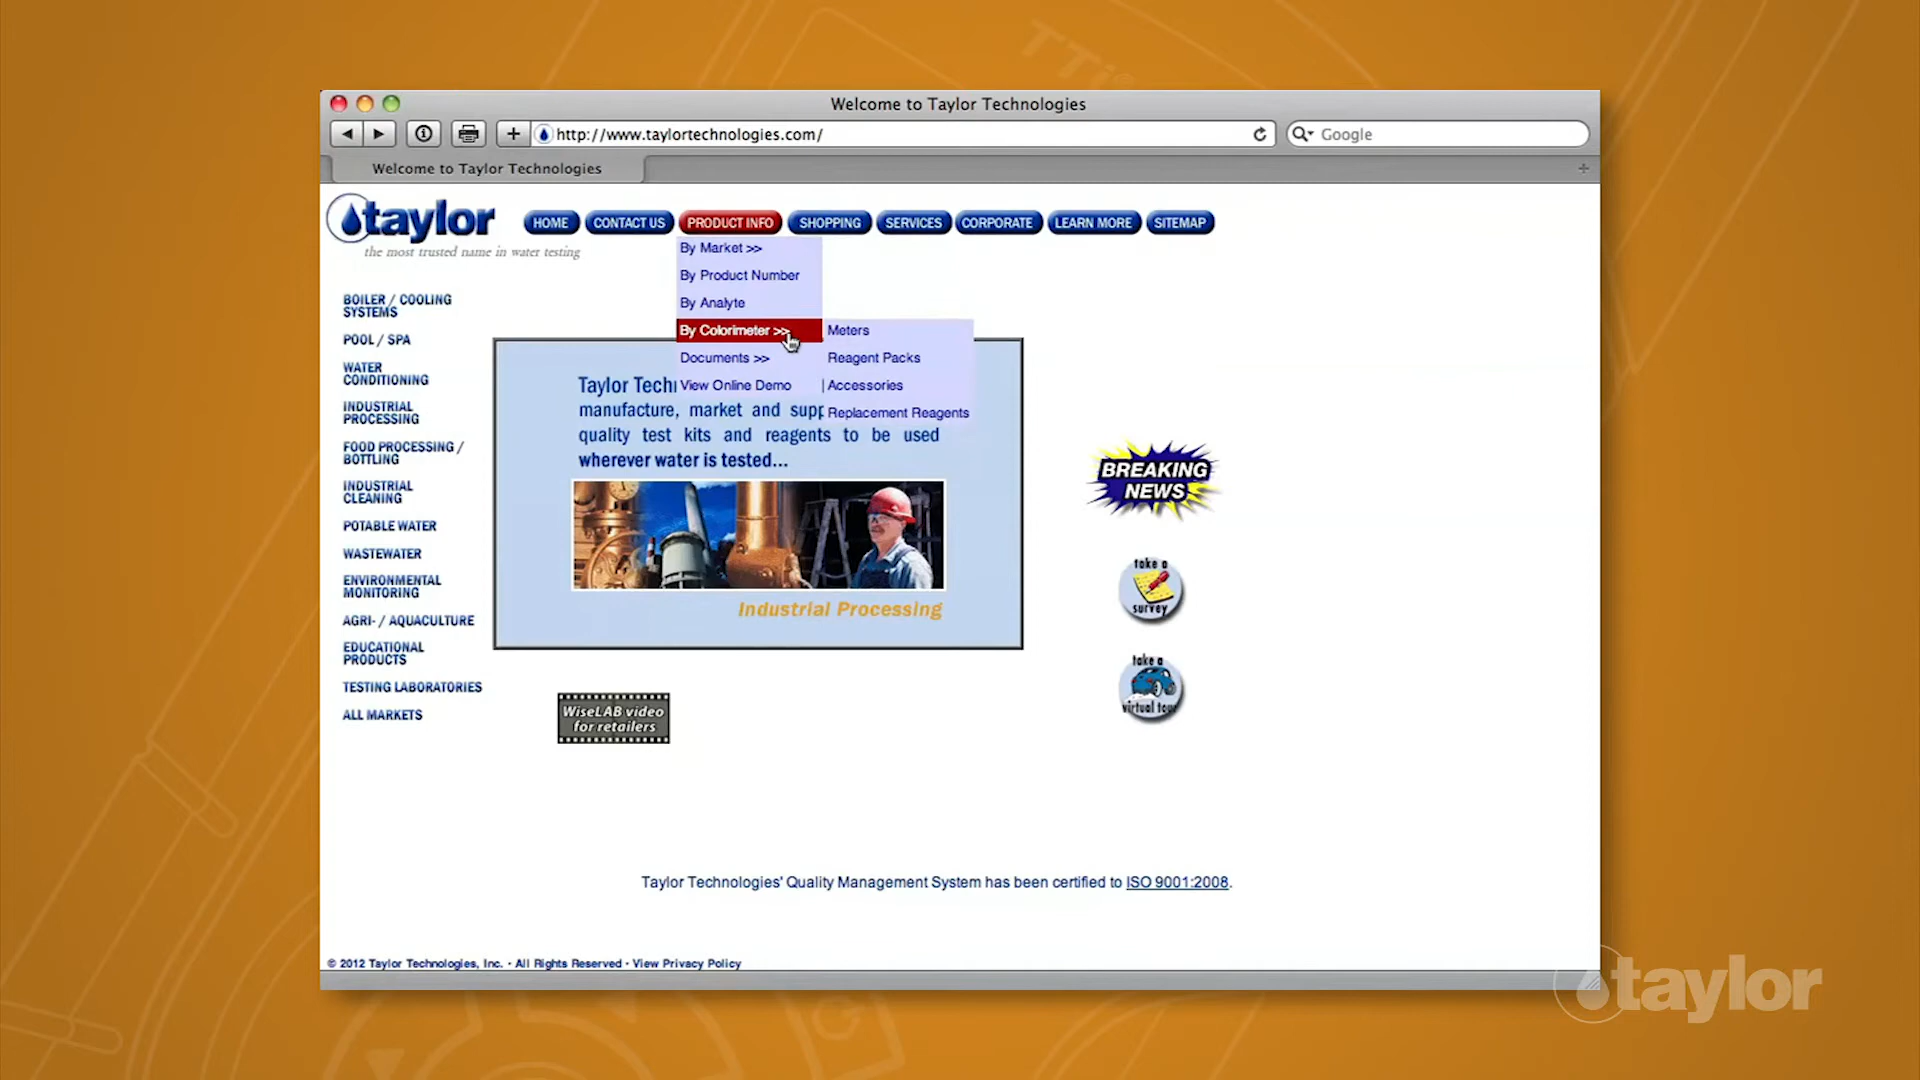 TTi
Welcome to Taylor Technologies
http://www.taylortechnologies.com/
Google
Welcome to Taylor Technologies
taylor
the most trusted name in water testing
HOME
CONTACT US
PRODUCT INFO
SHOPPING
SERVICES
CORPORATE
LEARN MORE
SITEMAP
By Market >>
By Product Number
By Analyte
By Colorimeter >>
Documents >>
View Online Demo
Meters
Reagent Packs
Accessories
Replacement Reagents
BOILER / COOLING
SYSTEMS
POOL / SPA
WATER
CONDITIONING
INDUSTRIAL
PROCESSING
FOOD PROCESSING /
BOTTLING
INDUSTRIAL
CLEANING
POTABLE WATER
WASTEWATER
ENVIRONMENTAL
MONITORING
AGRI- / AQUACULTURE
EDUCATIONAL
PRODUCTS
TESTING LABORATORIES
ALL MARKETS
Taylor
manufacture, market and
quality test kits and reagents to be used
wherever water is tested...
Industrial Processing
WiseLAB video
for retailers
BREAKING
NEWS
take a
survey
take a
virtual tour
Taylor Technologies' Quality Management System has been certified to ISO 9001:2008.
© 2012 Taylor Technologies, Inc. • All Rights Reserved • View Privacy Policy
taylor